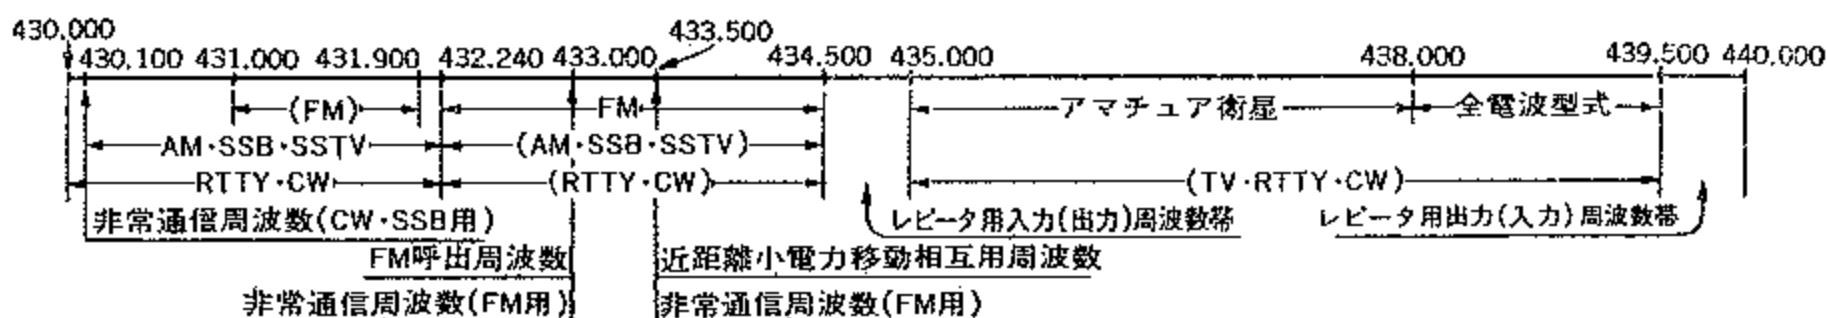 430.000 433.500
430.100 431.000 431.900 432.240 433.000 434.500 435.000 438.000 439.500 440.000
(FM) FM アマチュア衛星 全電波型式
AM·SSB·SSTV (AM·SSB·SSTV)
RTTY·CW (RTTY·CW) (TV·RTTY·CW)
非常通信周波数(CW·SSB用) レピータ用入力(出力)周波数帯 レピータ用出力(入力)周波数帯
FM呼出周波数 近距離小電力移動相互用周波数
非常通信周波数(FM用) 非常通信周波数(FM用)